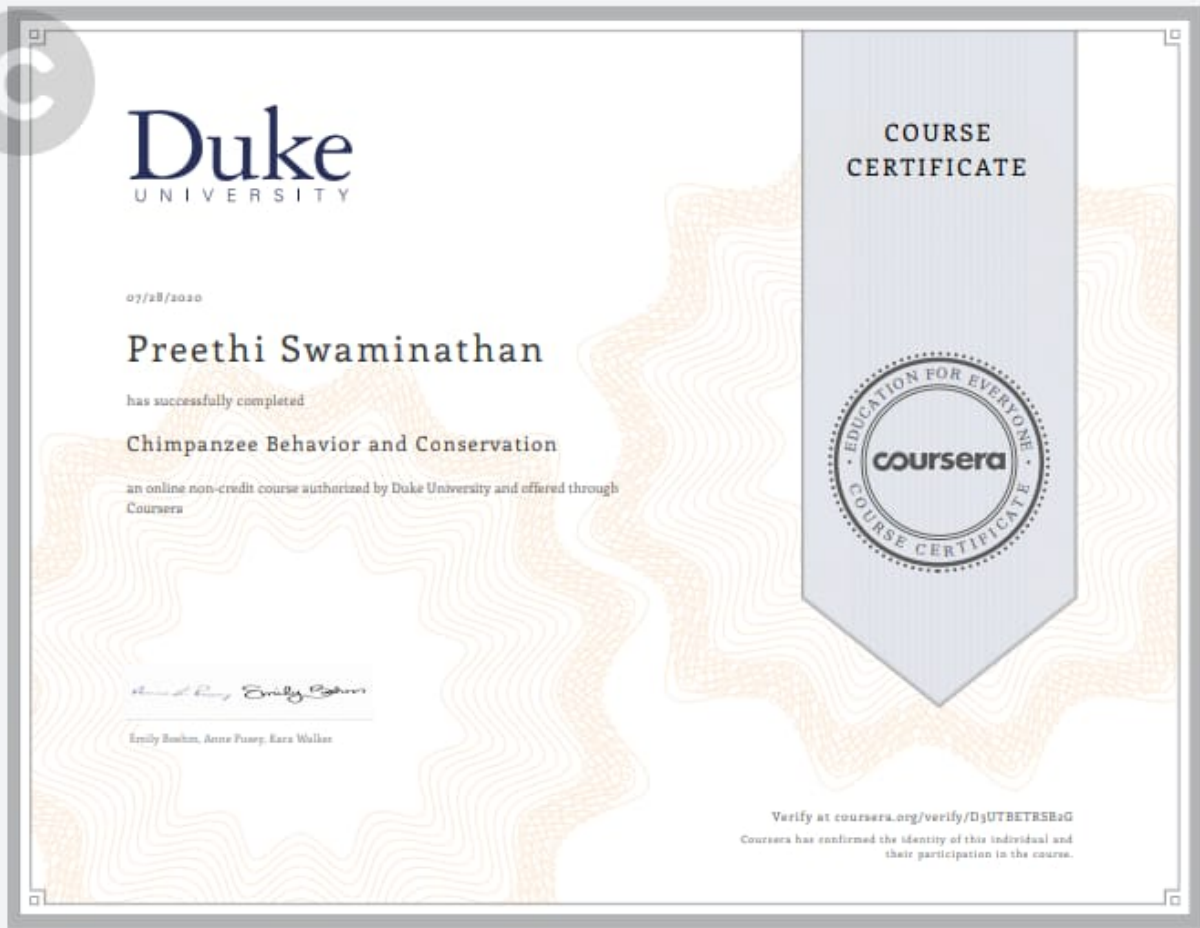 C
Duke
UNIVERSITY
07/28/2020
Preethi Swaminathan
has successfully completed
Chimpanzee Behavior and Conservation
an online non-credit course authorized by Duke University and offered through
Coursera
Emily Boehm
Emily Boehm, Anne Pusey, Kara Walker
COURSE
CERTIFICATE
EDUCATION FOR EVERYONE
coursera
COURSE CERTIFICATE
Verify at coursera.org/verify/D3UTBETRSB2G
Coursera has confirmed the identity of this individual and
their participation in the course.